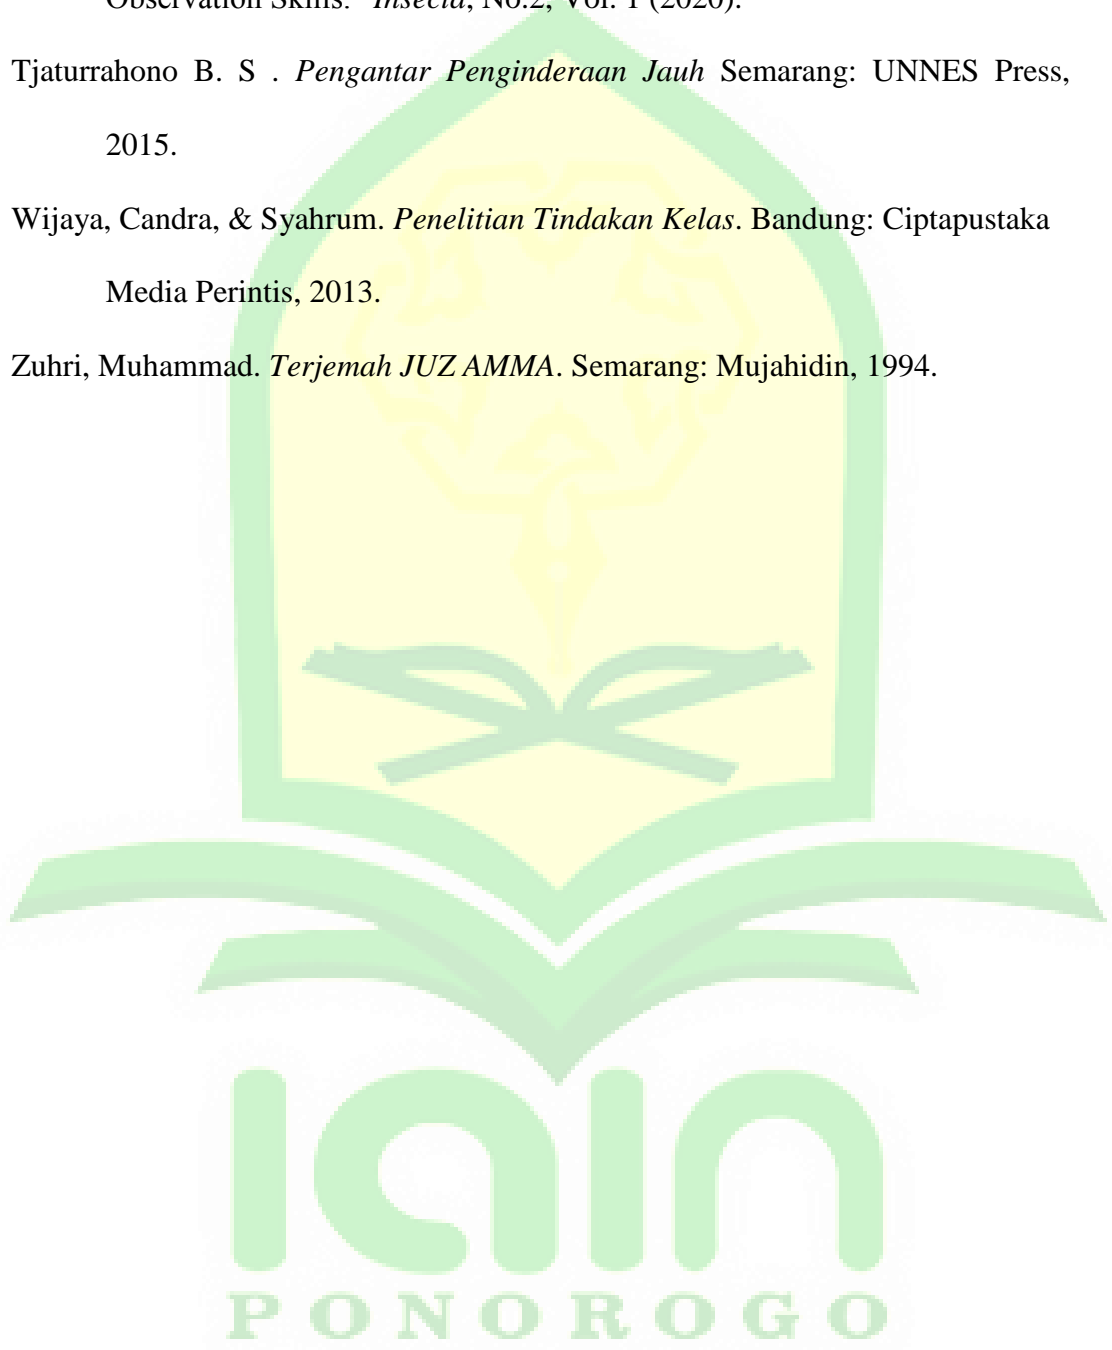 Observation Skills." Insecta, No.2, Vol. 1 (2020).
Tjaturrahono B. S . Pengantar Penginderaan Jauh Semarang: UNNES Press,
2015.
Wijaya, Candra, & Syahrum. Penelitian Tindakan Kelas. Bandung: Ciptapustaka
Media Perintis, 2013.
Zuhri, Muhammad. Terjemah JUZ AMMA. Semarang: Mujahidin, 1994.
iain
PONOROGO